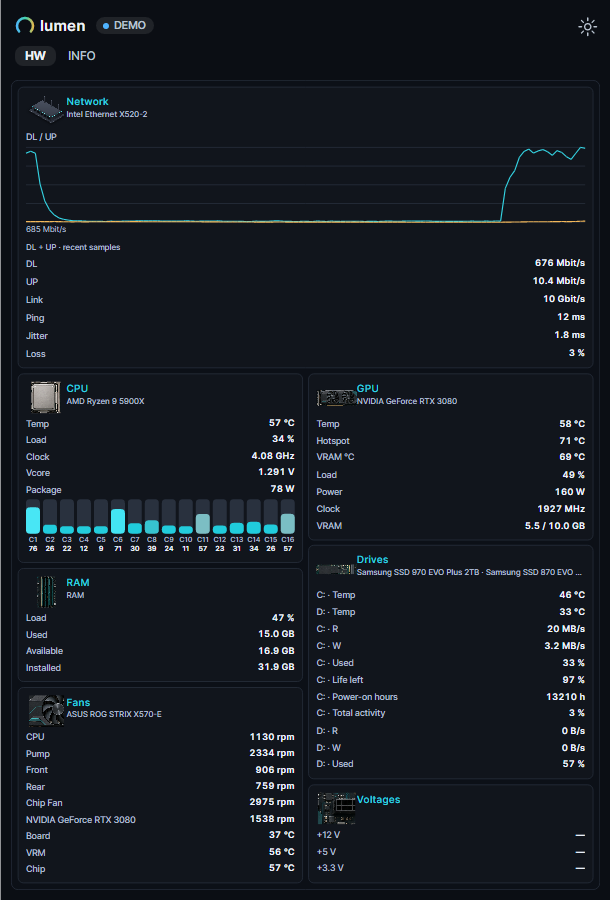 lumen
DEMO
HW INFO
Network
Intel Ethernet X520-2
DL / UP
685 Mbit/s
DL + UP · recent samples
DL 676 Mbit/s
UP 10.4 Mbit/s
Link 10 Gbit/s
Ping 12 ms
Jitter 1.8 ms
Loss 3 %
CPU
AMD Ryzen 9 5900X
Temp 57 °C
Load 34 %
Clock 4.08 GHz
Vcore 1.291 V
Package 78 W
C1 C2 C3 C4 C5 C6 C7 C8 C9 C10 C11 C12 C13 C14 C15 C16
76 26 22 12 9 71 30 39 24 11 57 23 31 34 26 57
RAM
RAM
Load 47 %
Used 15.0 GB
Available 16.9 GB
Installed 31.9 GB
Fans
ASUS ROG STRIX X570-E
CPU 1130 rpm
Pump 2334 rpm
Front 906 rpm
Rear 759 rpm
Chip Fan 2975 rpm
NVIDIA GeForce RTX 3080 1538 rpm
Board 37 °C
VRM 56 °C
Chip 57 °C
GPU
NVIDIA GeForce RTX 3080
Temp 58 °C
Hotspot 71 °C
VRAM °C 69 °C
Load 49 %
Power 160 W
Clock 1927 MHz
VRAM 5.5 / 10.0 GB
Drives
Samsung SSD 970 EVO Plus 2TB · Samsung SSD 870 EVO ...
C: · Temp 46 °C
D: · Temp 33 °C
C: · R 20 MB/s
C: · W 3.2 MB/s
C: · Used 33 %
C: · Life left 97 %
C: · Power-on hours 13210 h
C: · Total activity 3 %
D: · R 0 B/s
D: · W 0 B/s
D: · Used 57 %
Voltages
+12 V —
+5 V —
+3.3 V —